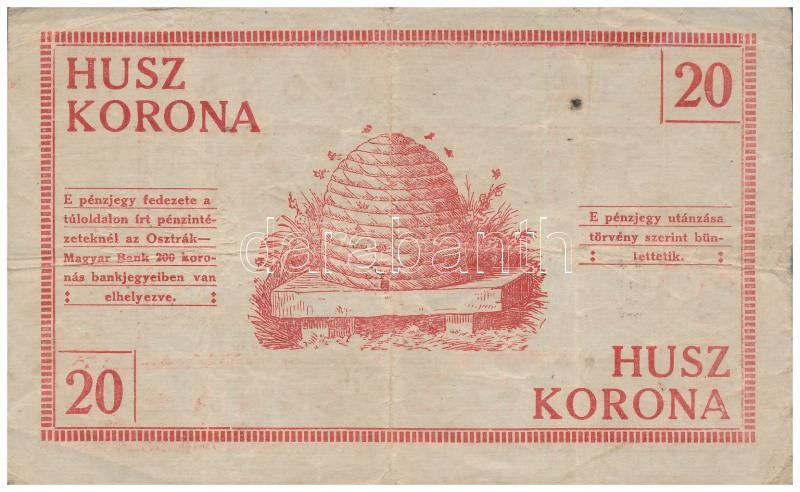 HUSZ
KORONA
20
E pénzjegy fedezete a
túloldalon írt pénzinté-
zeteknél az Osztrák—
Magyar Bank 200 koro-
nás bankjegyeiben van
elhelyezve.
darabanth
E pénzjegy utánzása
törvény szerint bün-
tettetik.
20
HUSZ
KORONA